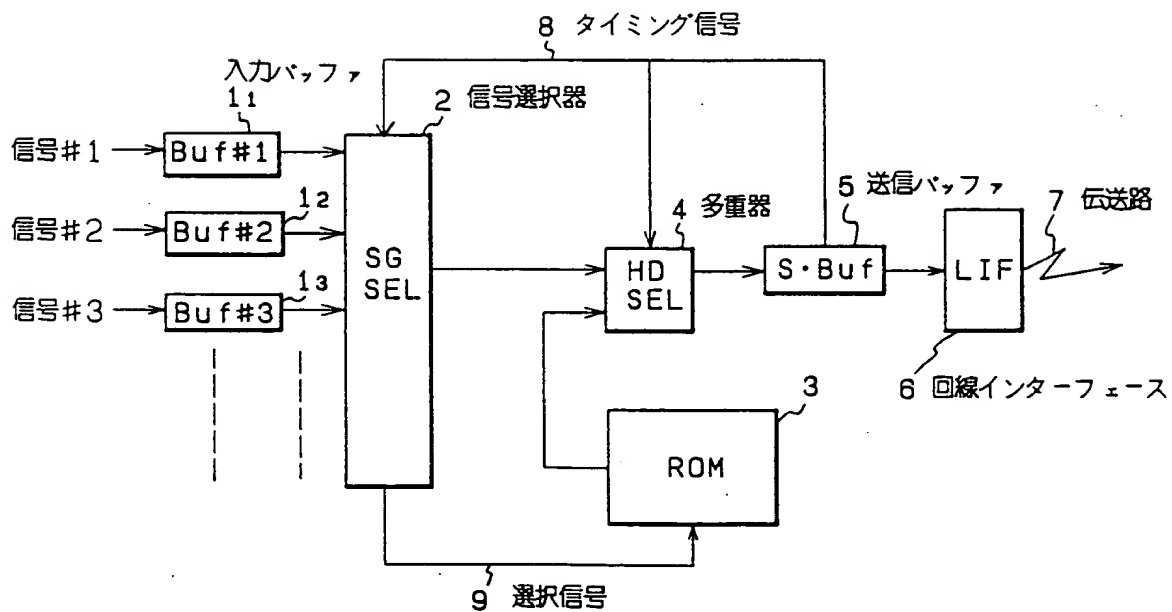 8 タイミング信号
入力バッファ
11
2 信号選択器
信号#1
Buf#1
信号#2
Buf#2
12
信号#3
Buf#3
13
SG
SEL
4 多重器
HD
SEL
5 送信バッファ
S・Buf
7 伝送路
LIF
6 回線インターフェース
3
ROM
9 選択信号